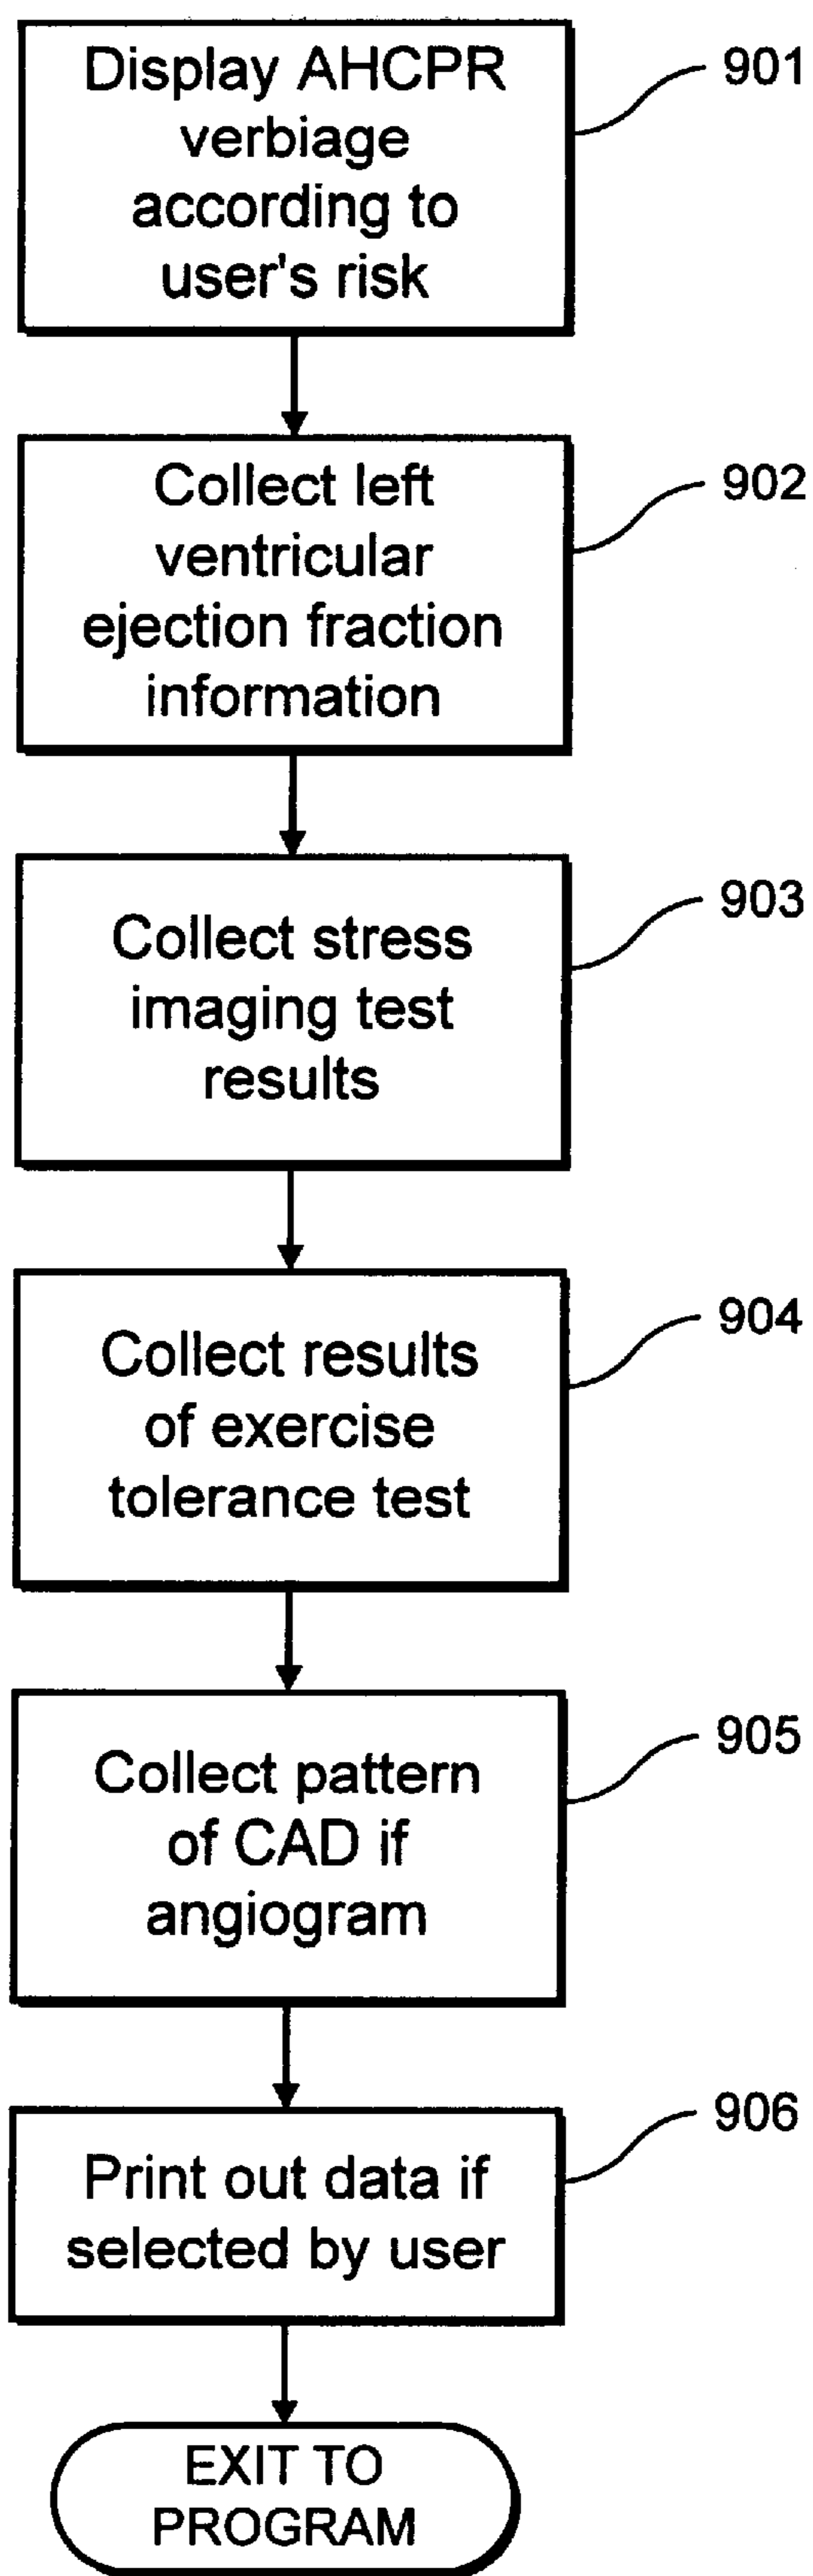 Display AHCPR
verbiage
according to
user's risk
901
Collect left
ventricular
ejection fraction
information
902
Collect stress
imaging test
results
903
Collect results
of exercise
tolerance test
904
Collect pattern
of CAD if
angiogram
905
Print out data if
selected by user
906
EXIT TO
PROGRAM